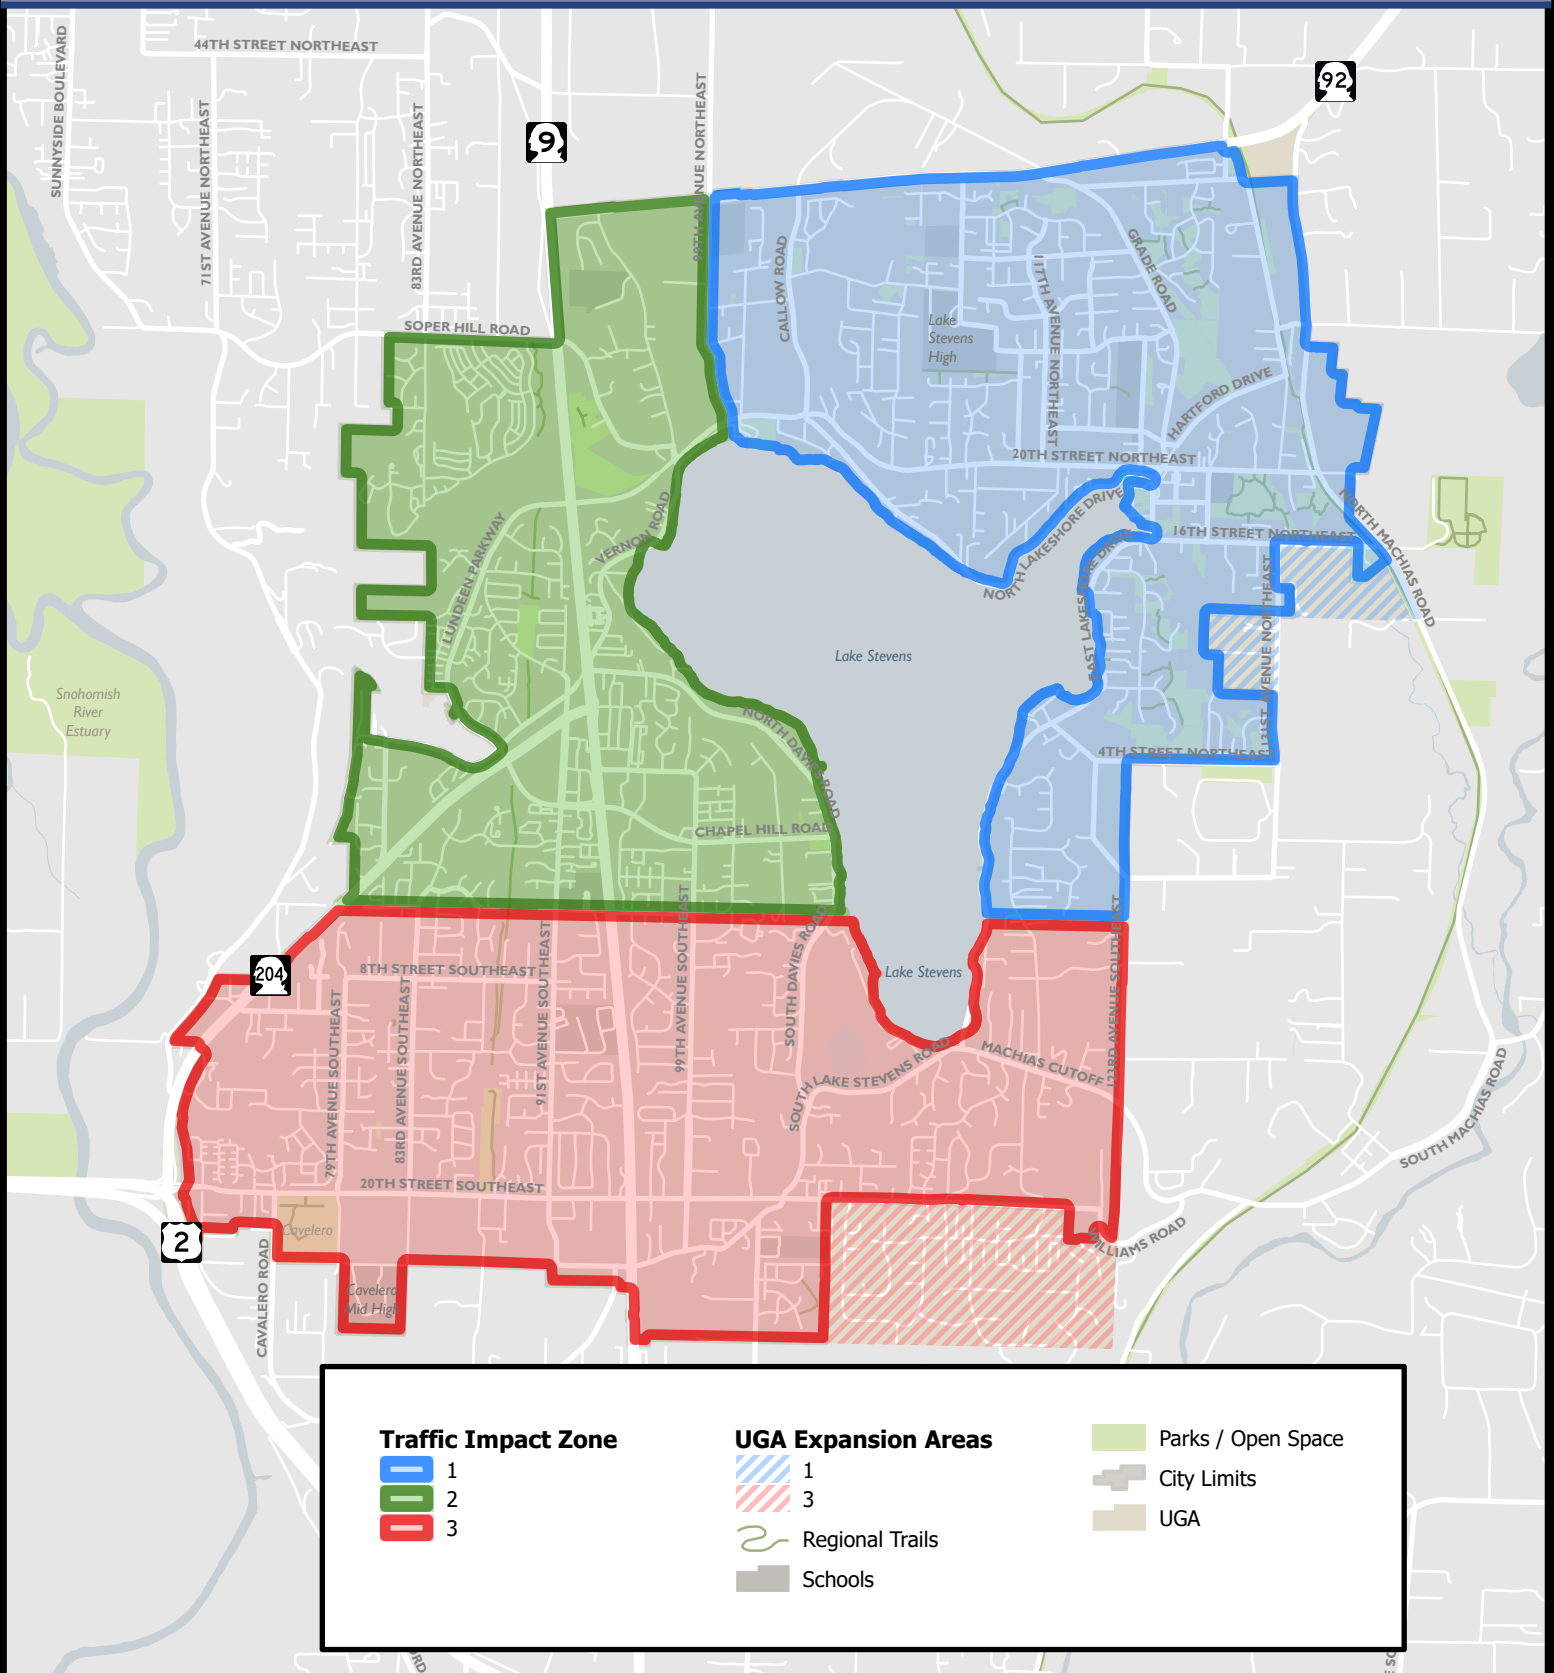 44TH STREET NORTHEAST
SUNNYSIDE BOULEVARD
71ST AVENUE NORTHEAST
83RD AVENUE NORTHEAST
9
99TH AVENUE NORTHEAST
92
SOPER HILL ROAD
CALLOW ROAD
117TH AVENUE NORTHEAST
GRADE ROAD
Lake
Stevens
High
HARTFORD DRIVE
20TH STREET NORTHEAST
NORTH LAKESHORE DRIVE
16TH STREET NORTHEAST
NORTH MACHIAS ROAD
VERNON ROAD
LUNDEEN PARKWAY
EAST LAKESHORE DRIVE
131ST AVENUE NORTHEAST
Lake Stevens
Snohomish
River
Estuary
NORTH DAVIES ROAD
4TH STREET NORTHEAST
CHAPEL HILL ROAD
204
8TH STREET SOUTHEAST
79TH AVENUE SOUTHEAST
83RD AVENUE SOUTHEAST
91ST AVENUE SOUTHEAST
99TH AVENUE SOUTHEAST
SOUTH DAVIES ROAD
Lake Stevens
123RD AVENUE SOUTHEAST
SOUTH LAKE STEVENS ROAD
MACHIAS CUTOFF
SOUTH MACHIAS ROAD
20TH STREET SOUTHEAST
2
Cavelero
WILLIAMS ROAD
CAVALERO ROAD
Cavelero
Mid High
Traffic Impact Zone
1
2
3
UGA Expansion Areas
1
3
Regional Trails
Schools
Parks / Open Space
City Limits
UGA